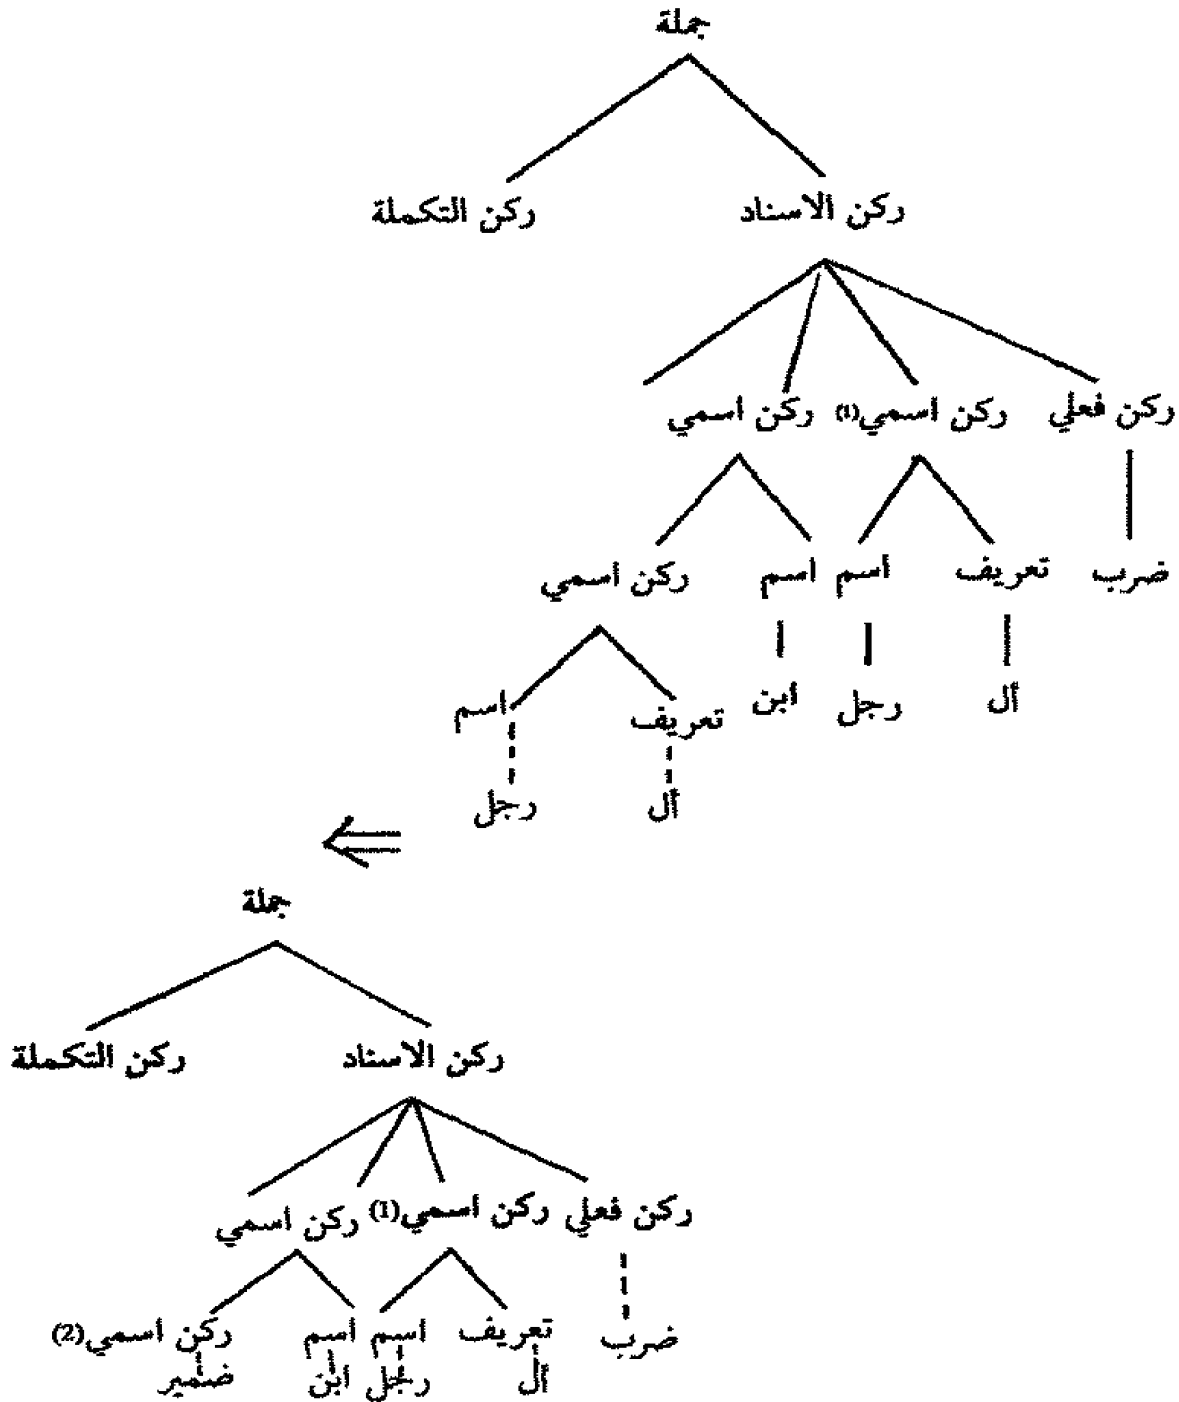 جملة
ركن الاسناد ركن التكملة
ركن فعلي ركن اسمي(1) ركن اسمي
ضرب تعريف اسم اسم ركن اسمي
أل رجل ابن تعريف اسم
أل رجل
جملة
ركن الاسناد ركن التكملة
ركن فعلي ركن اسمي(1) ركن اسمي
ضرب تعريف اسم اسم ركن اسمي(2)
أل رجل ابن ضمير